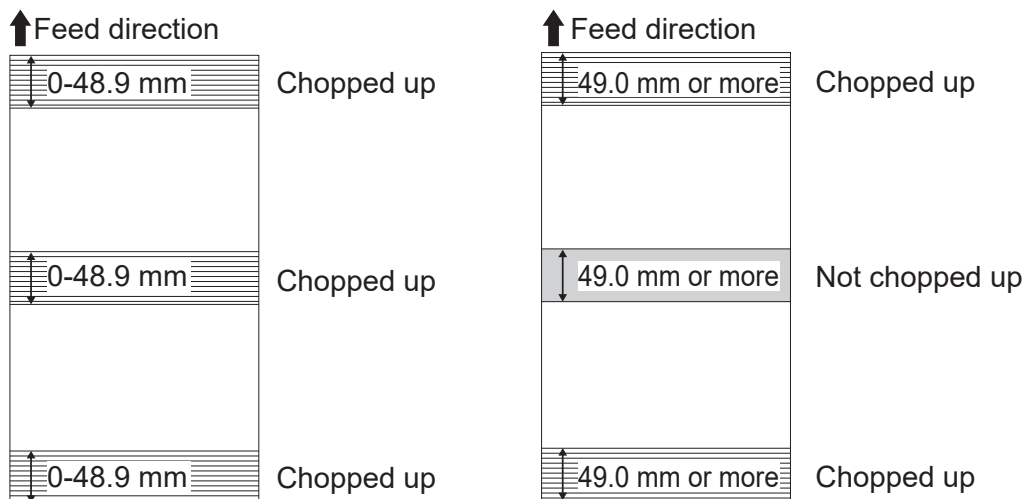 Feed direction
0-48.9 mm Chopped up
0-48.9 mm Chopped up
0-48.9 mm Chopped up
Feed direction
49.0 mm or more Chopped up
49.0 mm or more Not chopped up
49.0 mm or more Chopped up